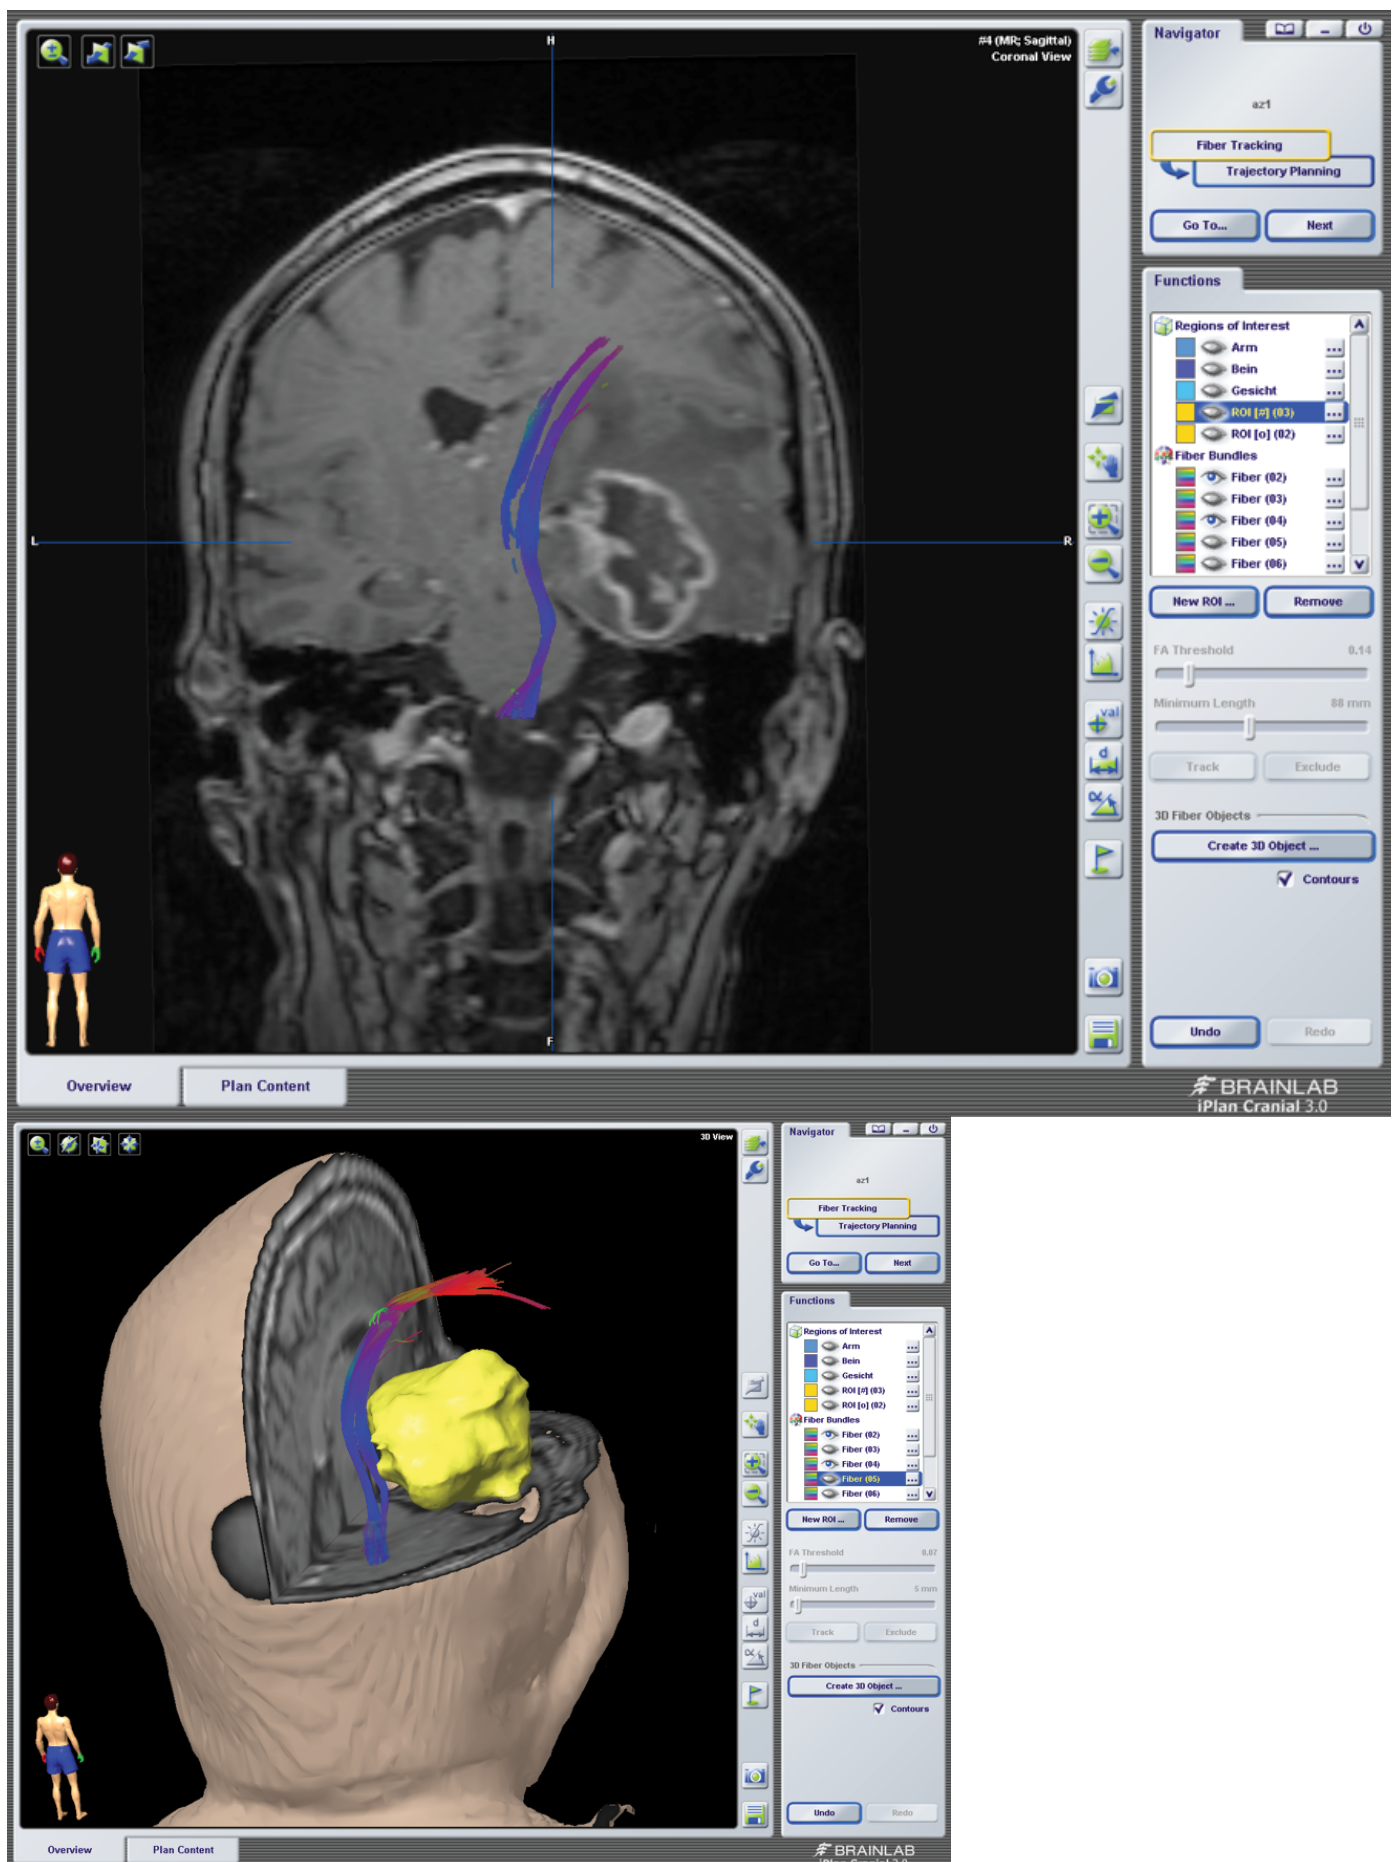 H
#4 (MR; Sagittal)
Coronal View
L
R
F
Navigator
az1
Fiber Tracking
Trajectory Planning
Go To...
Next
Functions
Regions of Interest
Arm
Bein
Gesicht
ROI [#] (03)
ROI [o] (02)
Fiber Bundles
Fiber (02)
Fiber (03)
Fiber (04)
Fiber (05)
Fiber (06)
New ROI ...
Remove
FA Threshold 0.14
Minimum Length 88 mm
Track
Exclude
3D Fiber Objects
Create 3D Object ...
Contours
Undo
Redo
val
d
α
Overview
Plan Content
BRAINLAB
iPlan Cranial 3.0
3D View
Navigator
az1
Fiber Tracking
Trajectory Planning
Go To...
Next
Functions
Regions of Interest
Arm
Bein
Gesicht
ROI [#] (03)
ROI [o] (02)
Fiber Bundles
Fiber (02)
Fiber (03)
Fiber (04)
Fiber (05)
Fiber (06)
New ROI ...
Remove
FA Threshold 0.07
Minimum Length 5 mm
Track
Exclude
3D Fiber Objects
Create 3D Object ...
Contours
Undo
Redo
val
d
α
Overview
Plan Content
BRAINLAB